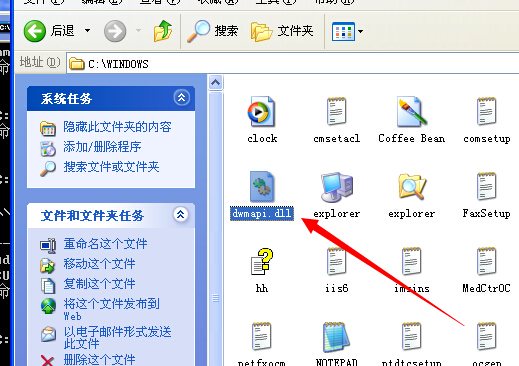 后退
搜索
文件夹
地址(D)
C:\WINDOWS
系统任务
隐藏此文件夹的内容
添加/删除程序
搜索文件或文件夹
文件和文件夹任务
重命名这个文件
移动这个文件
复制这个文件
将这个文件发布到
Web
以电子邮件形式发送
此文件
删除这个文件
clock
cmsetacl
Coffee Bean
comsetup
dwmapi.dll
explorer
explorer
FaxSetup
hh
iis6
imsins
MedCtrOC
netfxocm
NOTEPAD
ntdtcsetup
ocgen